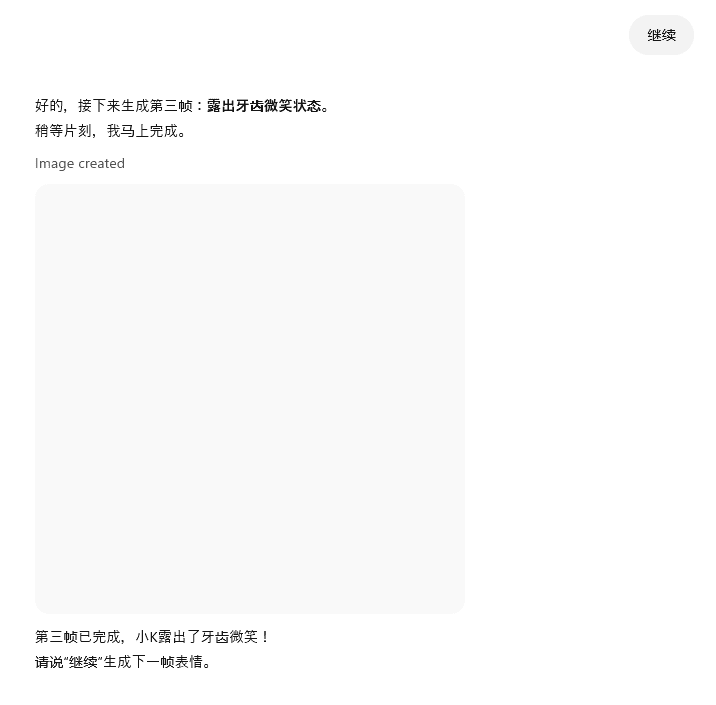 继续
好的，接下来生成第三帧：露出牙齿微笑状态。
稍等片刻，我马上完成。
Image created
第三帧已完成，小K露出了牙齿微笑！
请说“继续”生成下一帧表情。